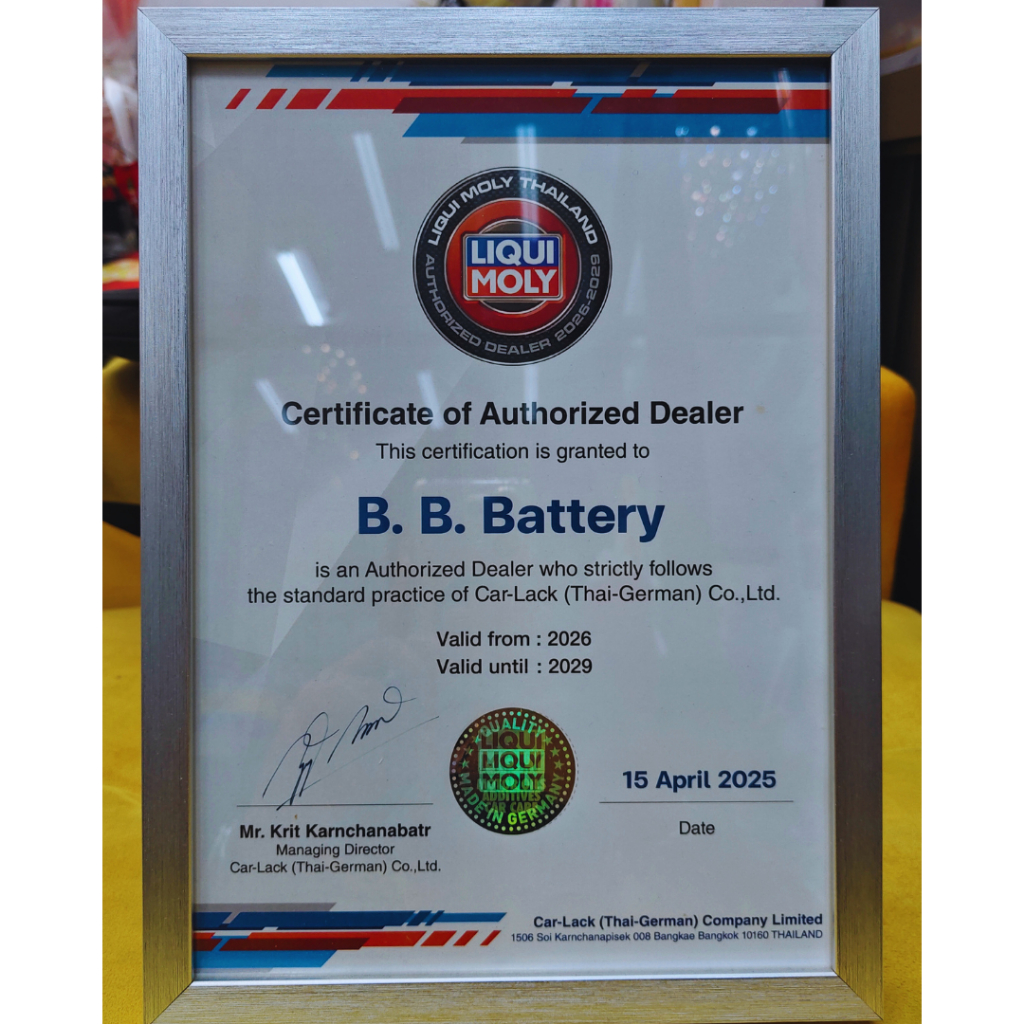 LIQUI MOLY THAILAND
LIQUI
MOLY
AUTHORIZED DEALER 2026-2029
Certificate of Authorized Dealer
This certification is granted to
B. B. Battery
is an Authorized Dealer who strictly follows
the standard practice of Car-Lack (Thai-German) Co.,Ltd.
Valid from : 2026
Valid until : 2029
QUALITY
LIQUI
LIQUI
MOLY
ADDITIVES
CAR CARE
MADE IN GERMANY
15 April 2025
Date
Mr. Krit Karnchanabatr
Managing Director
Car-Lack (Thai-German) Co.,Ltd.
Car-Lack (Thai-German) Company Limited
1506 Soi Karnchanapisek 008 Bangkae Bangkok 10160 THAILAND